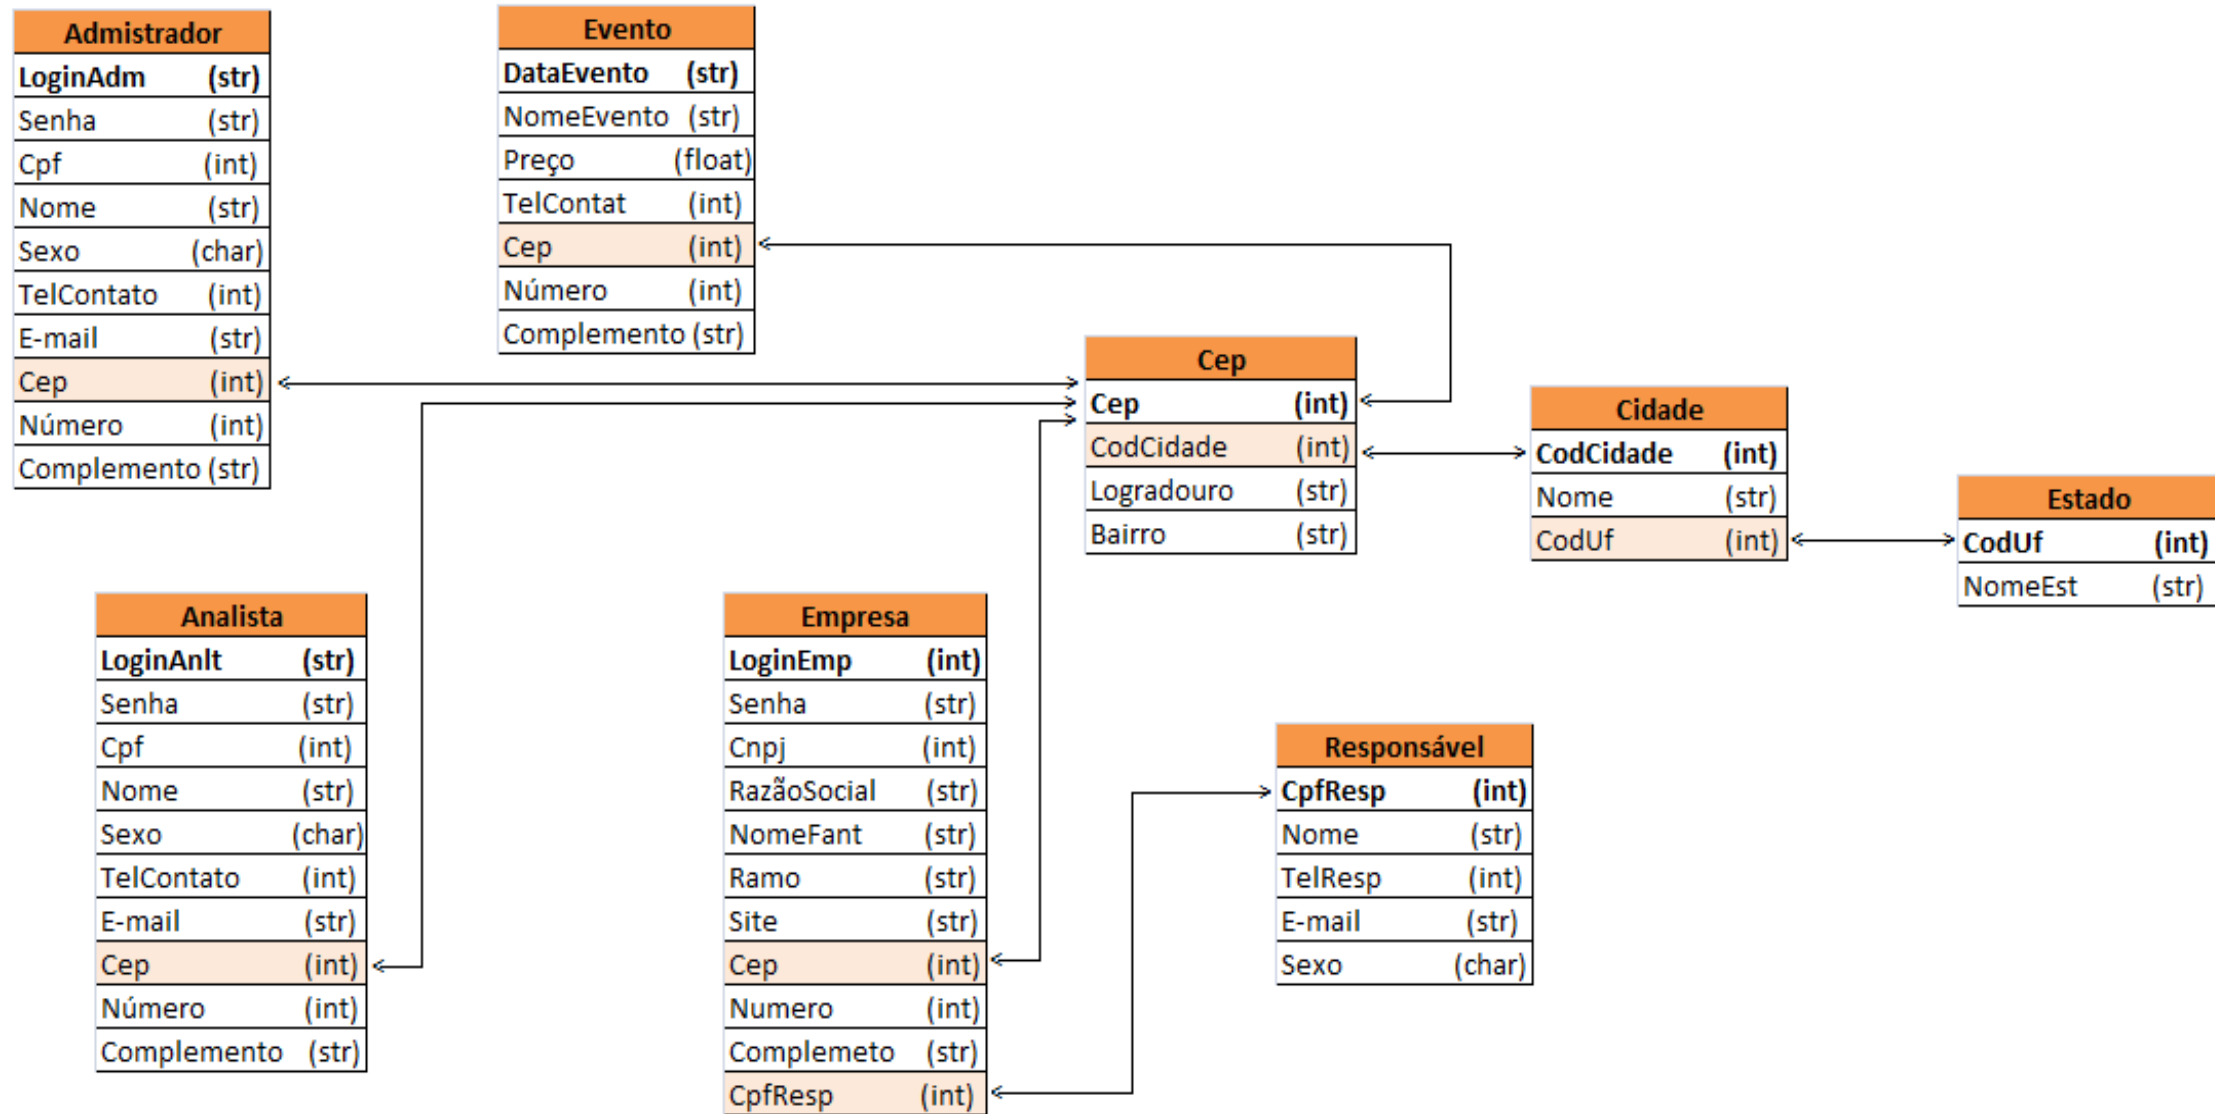 Admistrador
LoginAdm (str)
Senha (str)
Cpf (int)
Nome (str)
Sexo (char)
TelContato (int)
E-mail (str)
Cep (int)
Número (int)
Complemento (str)
Evento
DataEvento (str)
NomeEvento (str)
Preço (float)
TelContat (int)
Cep (int)
Número (int)
Complemento (str)
Cep
Cep (int)
CodCidade (int)
Logradouro (str)
Bairro (str)
Cidade
CodCidade (int)
Nome (str)
CodUf (int)
Estado
CodUf (int)
NomeEst (str)
Analista
LoginAnlt (str)
Senha (str)
Cpf (int)
Nome (str)
Sexo (char)
TelContato (int)
E-mail (str)
Cep (int)
Número (int)
Complemento (str)
Empresa
LoginEmp (int)
Senha (str)
Cnpj (int)
RazãoSocial (str)
NomeFant (str)
Ramo (str)
Site (str)
Cep (int)
Numero (int)
Complemeto (str)
CpfResp (int)
Responsável
CpfResp (int)
Nome (str)
TelResp (int)
E-mail (str)
Sexo (char)